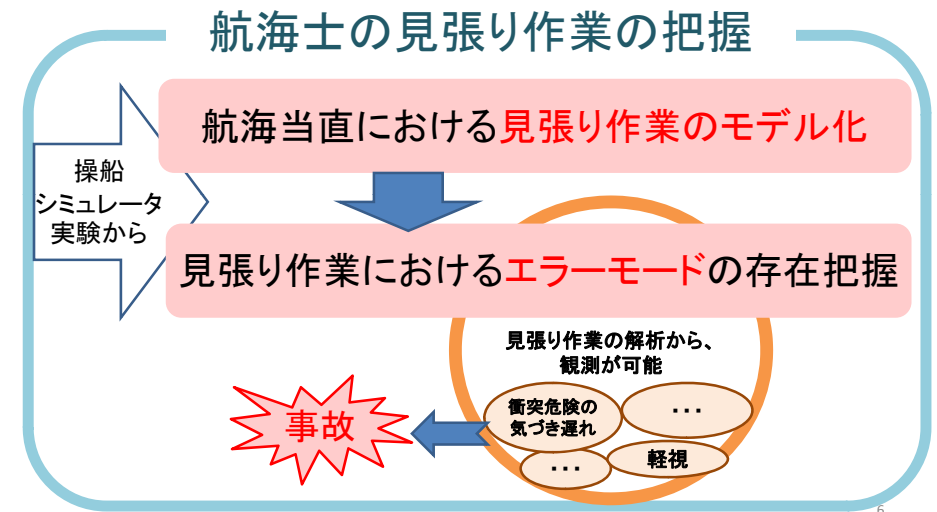 航海士の見張り作業の把握
航海当直における見張り作業のモデル化
操船
シミュレータ
実験から
見張り作業におけるエラーモードの存在把握
見張り作業の解析から、
観測が可能
衝突危険の
気づき遅れ
・・・
・・・
軽視
事故
6